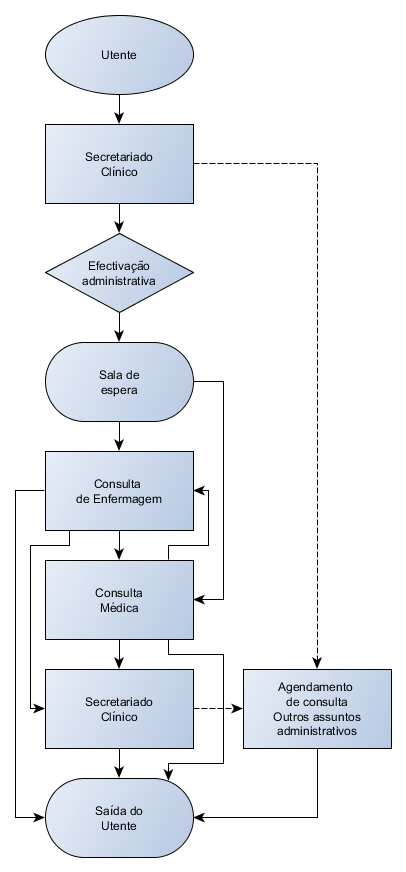 Utente
Secretariado
Clínico
Efectivação
administrativa
Sala de
espera
Consulta
de Enfermagem
Consulta
Médica
Secretariado
Clínico
Agendamento
de consulta
Outros assuntos
administrativos
Saída do
Utente